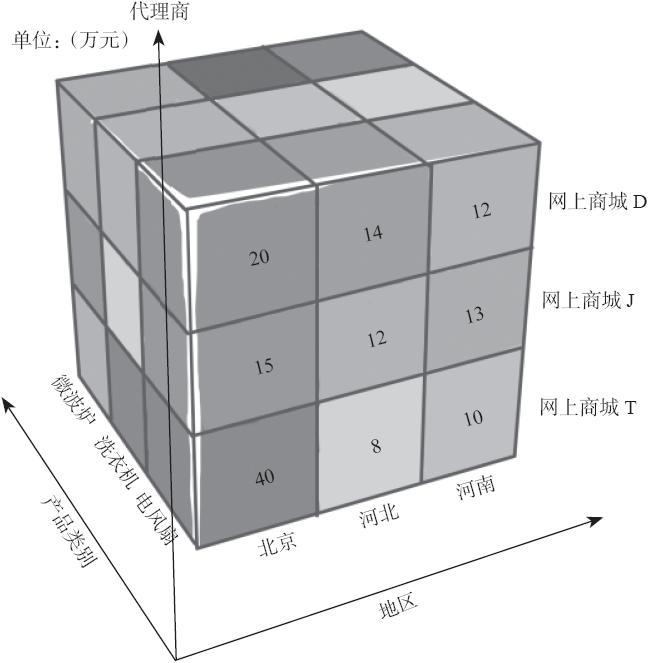 代理商
单位：（万元）
网上商城 D
20 14 12
网上商城 J
15 12 13
网上商城 T
40 8 10
微波炉
洗衣机
电风扇
产品类别
北京
河北
河南
地区